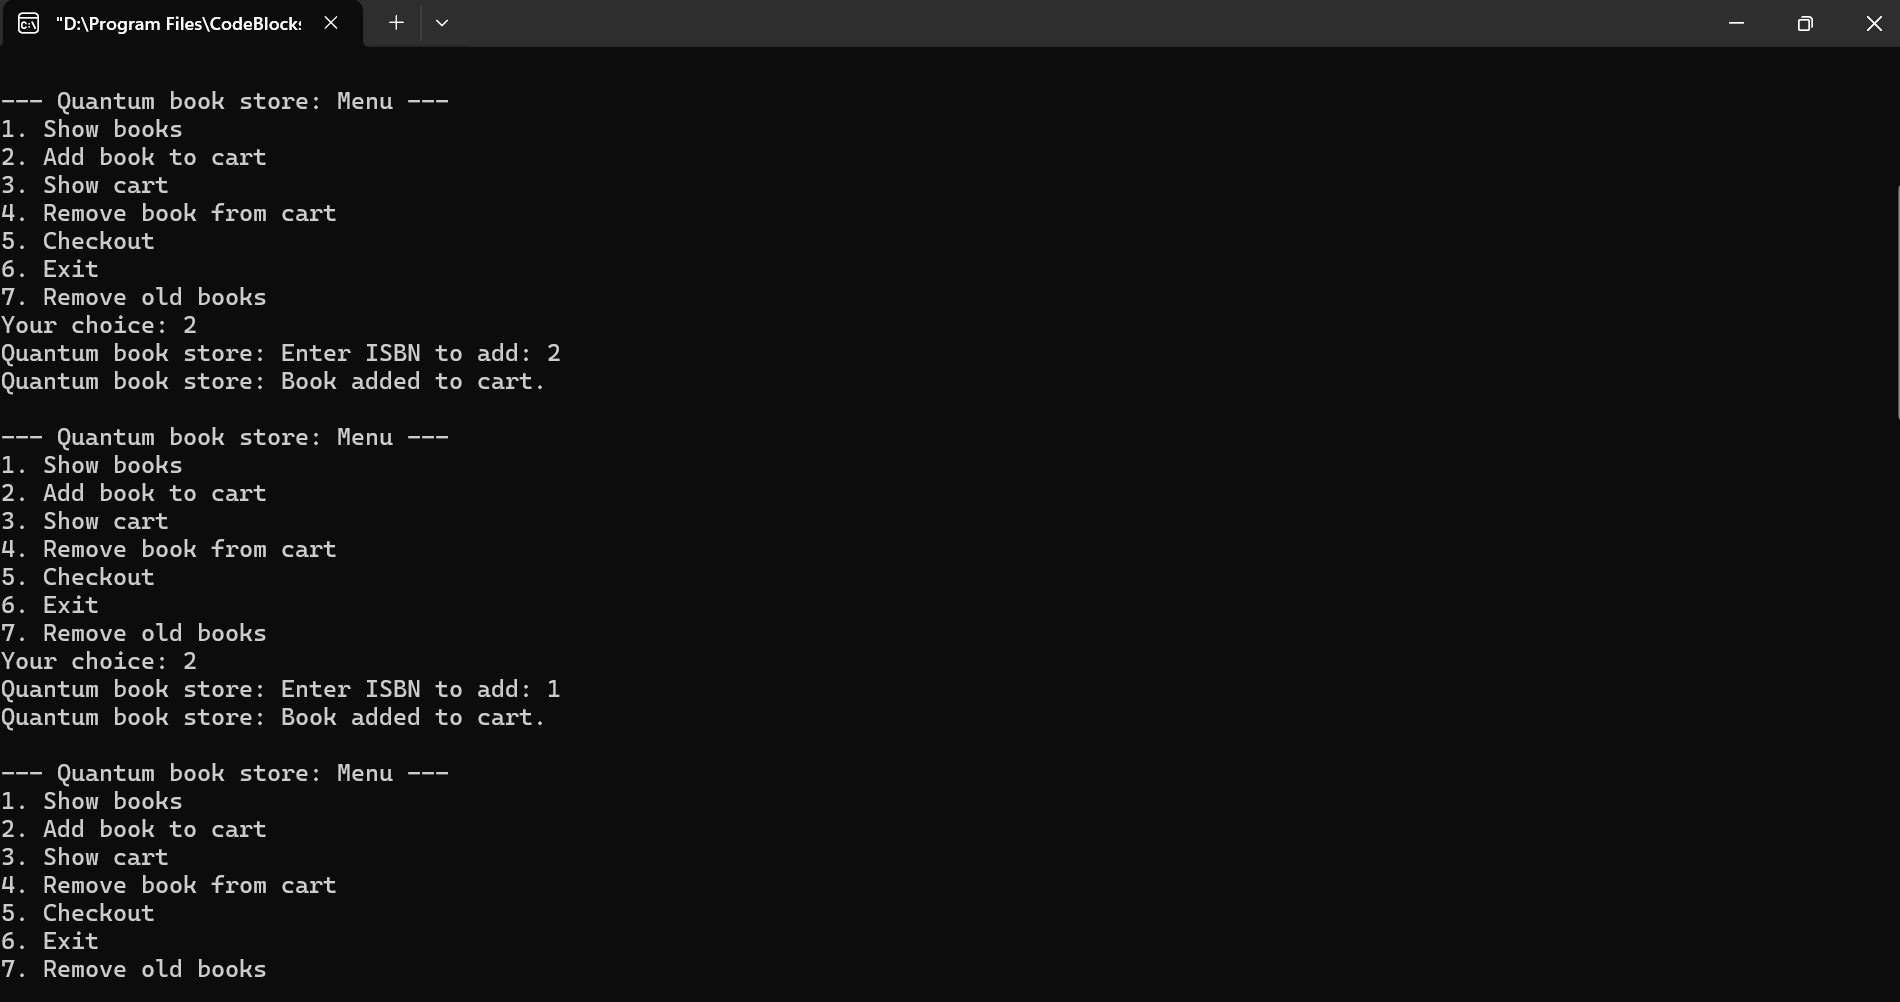 "D:\Program Files\CodeBlocks
--- Quantum book store: Menu ---
1. Show books
2. Add book to cart
3. Show cart
4. Remove book from cart
5. Checkout
6. Exit
7. Remove old books
Your choice: 2
Quantum book store: Enter ISBN to add: 2
Quantum book store: Book added to cart.
--- Quantum book store: Menu ---
1. Show books
2. Add book to cart
3. Show cart
4. Remove book from cart
5. Checkout
6. Exit
7. Remove old books
Your choice: 2
Quantum book store: Enter ISBN to add: 1
Quantum book store: Book added to cart.
--- Quantum book store: Menu ---
1. Show books
2. Add book to cart
3. Show cart
4. Remove book from cart
5. Checkout
6. Exit
7. Remove old books